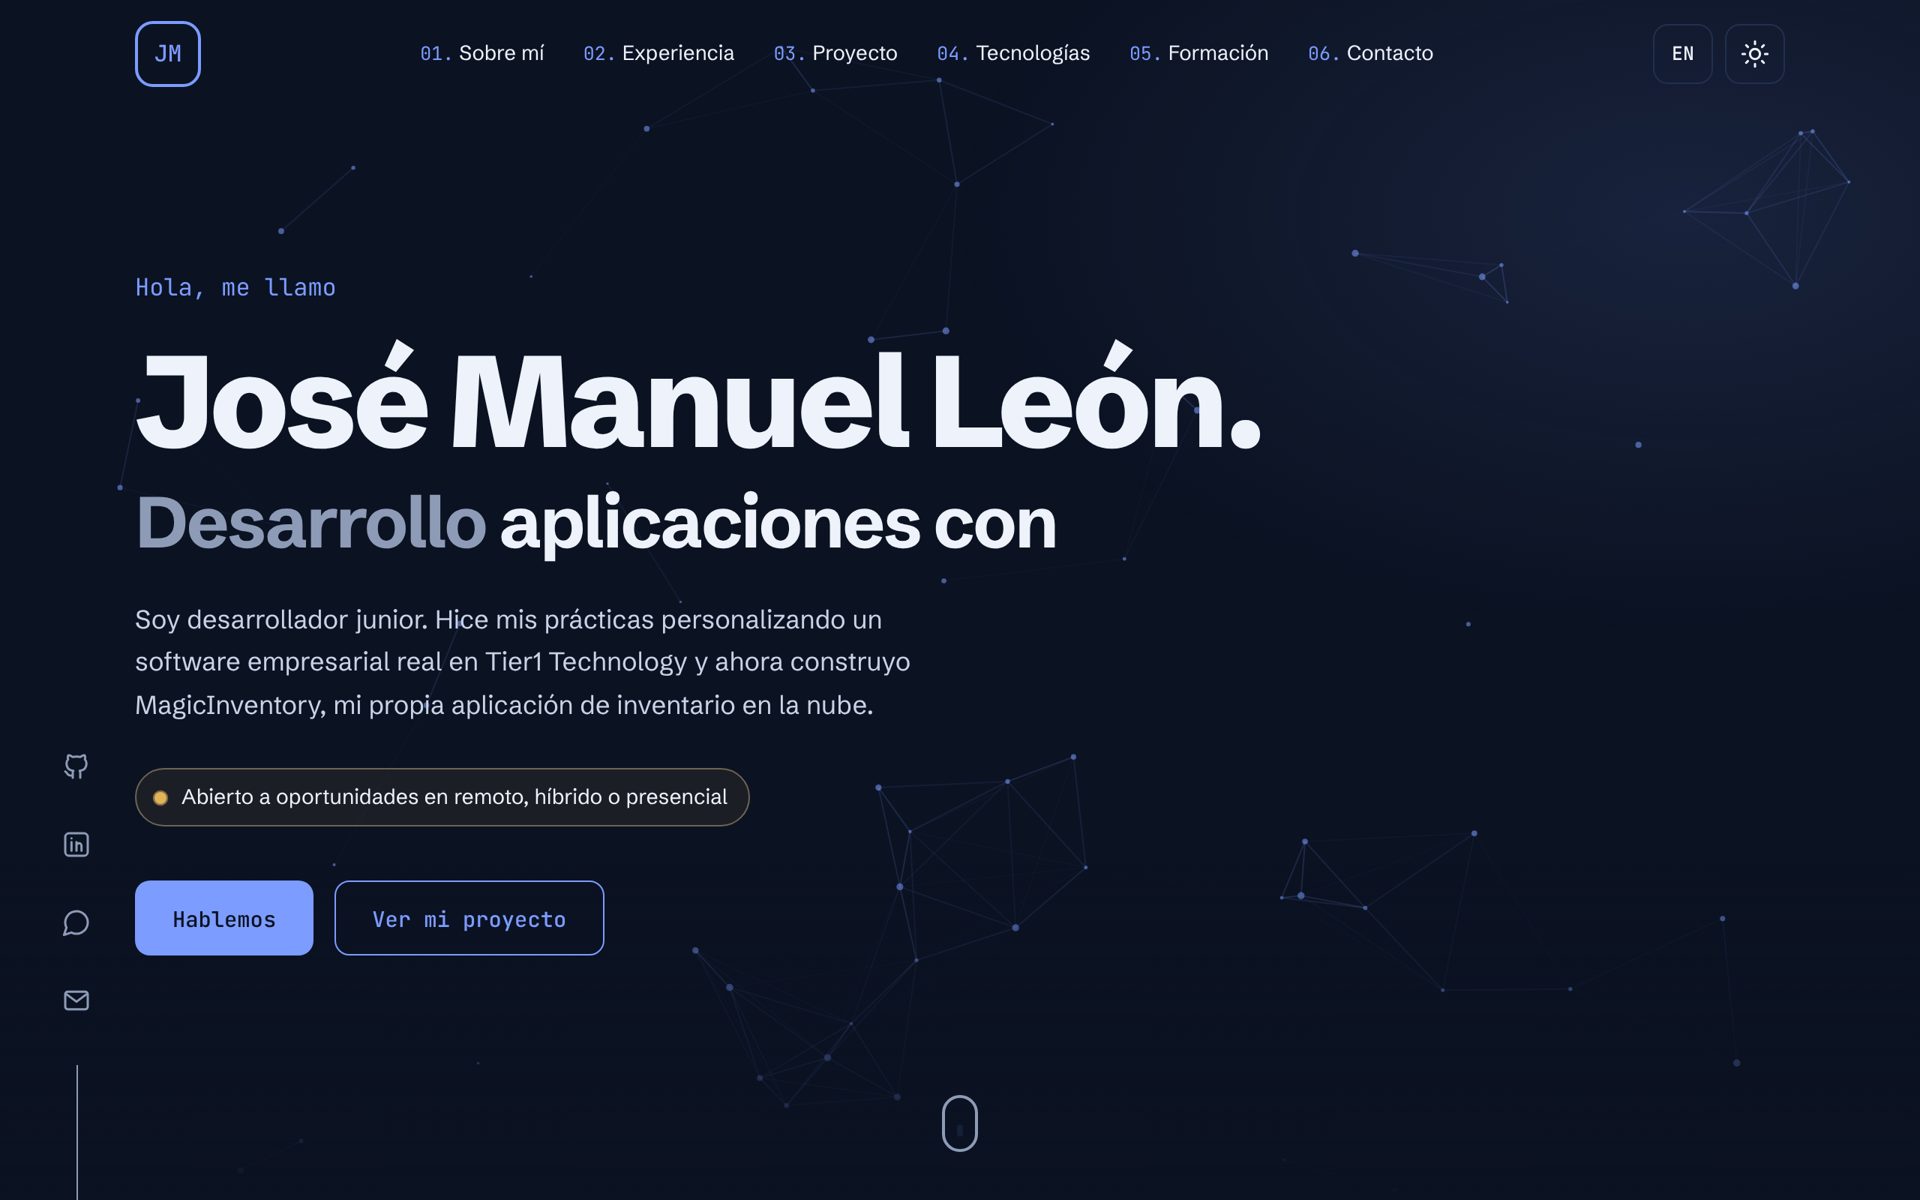 JM
01. Sobre mí
02. Experiencia
03. Proyecto
04. Tecnologías
05. Formación
06. Contacto
EN
Hola, me llamo
José Manuel León.
Desarrollo aplicaciones con
Soy desarrollador junior. Hice mis prácticas personalizando un
software empresarial real en Tier1 Technology y ahora construyo
MagicInventory, mi propia aplicación de inventario en la nube.
Abierto a oportunidades en remoto, híbrido o presencial
Hablemos
Ver mi proyecto